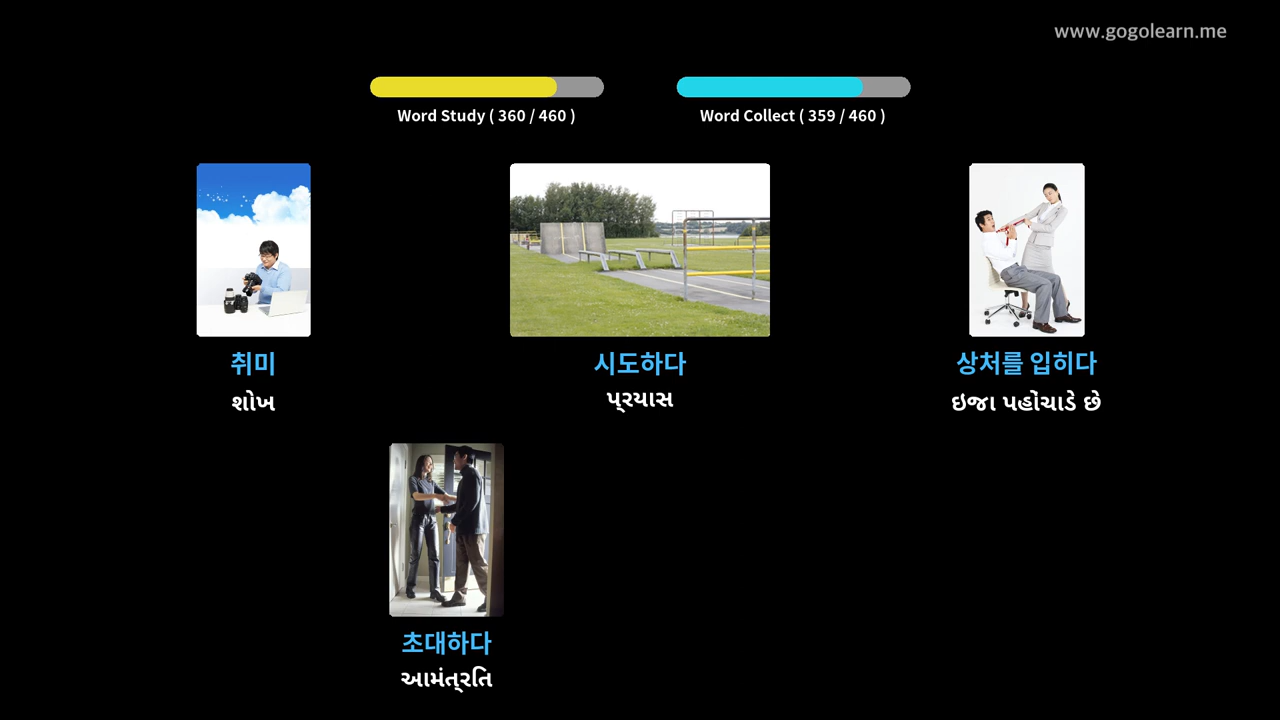 www.gogolearn.me
Word Study ( 360 / 460 )
Word Collect ( 359 / 460 )
취미
શોખ
시도하다
પ્રયાસ
상처를 입히다
ઇજા પહોંચાડે છે
초대하다
આમંત્રતિ